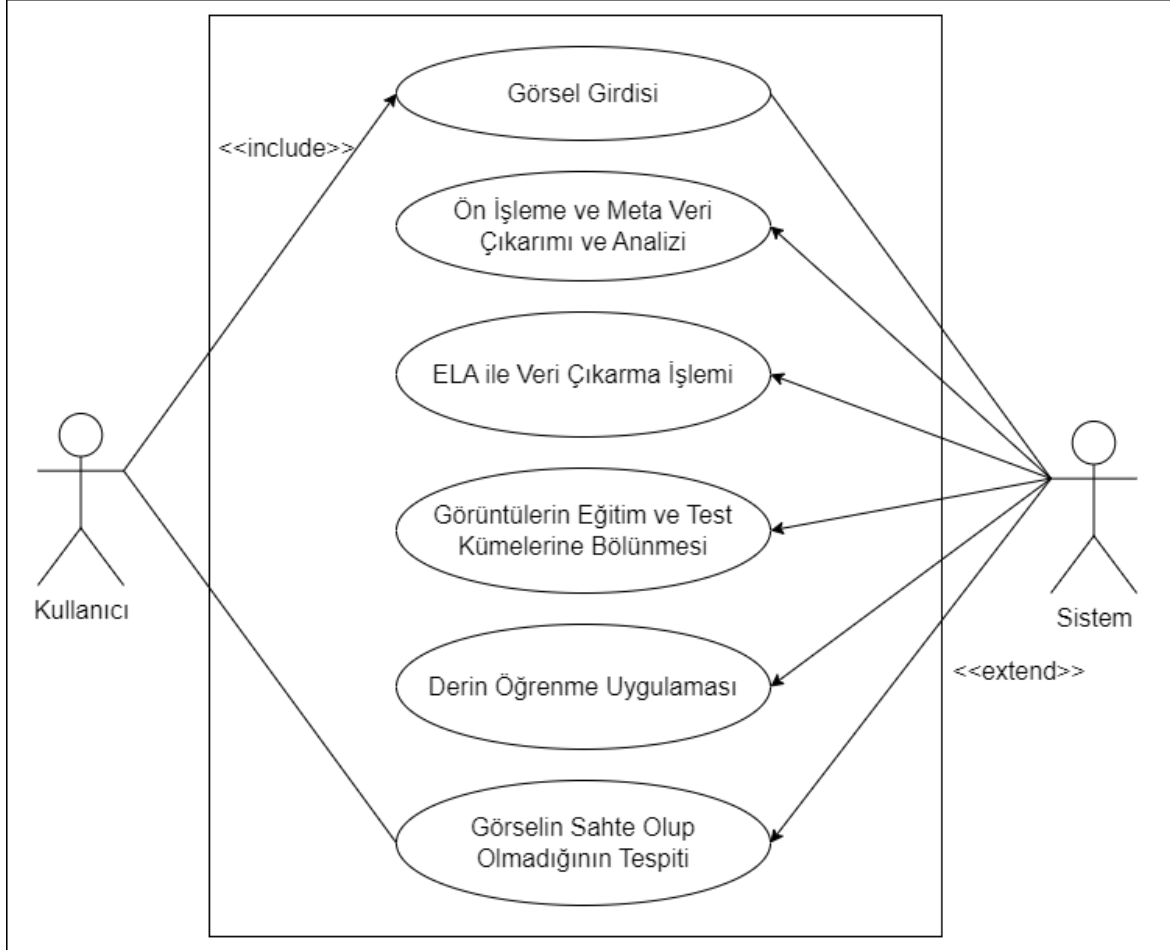 Görsel Girdisi
<<include>>
Ön İşleme ve Meta Veri
Çıkarımı ve Analizi
ELA ile Veri Çıkarma İşlemi
Görüntülerin Eğitim ve Test
Kümelerine Bölünmesi
Kullanıcı
Sistem
<<extend>>
Derin Öğrenme Uygulaması
Görselin Sahte Olup
Olmadığının Tespiti